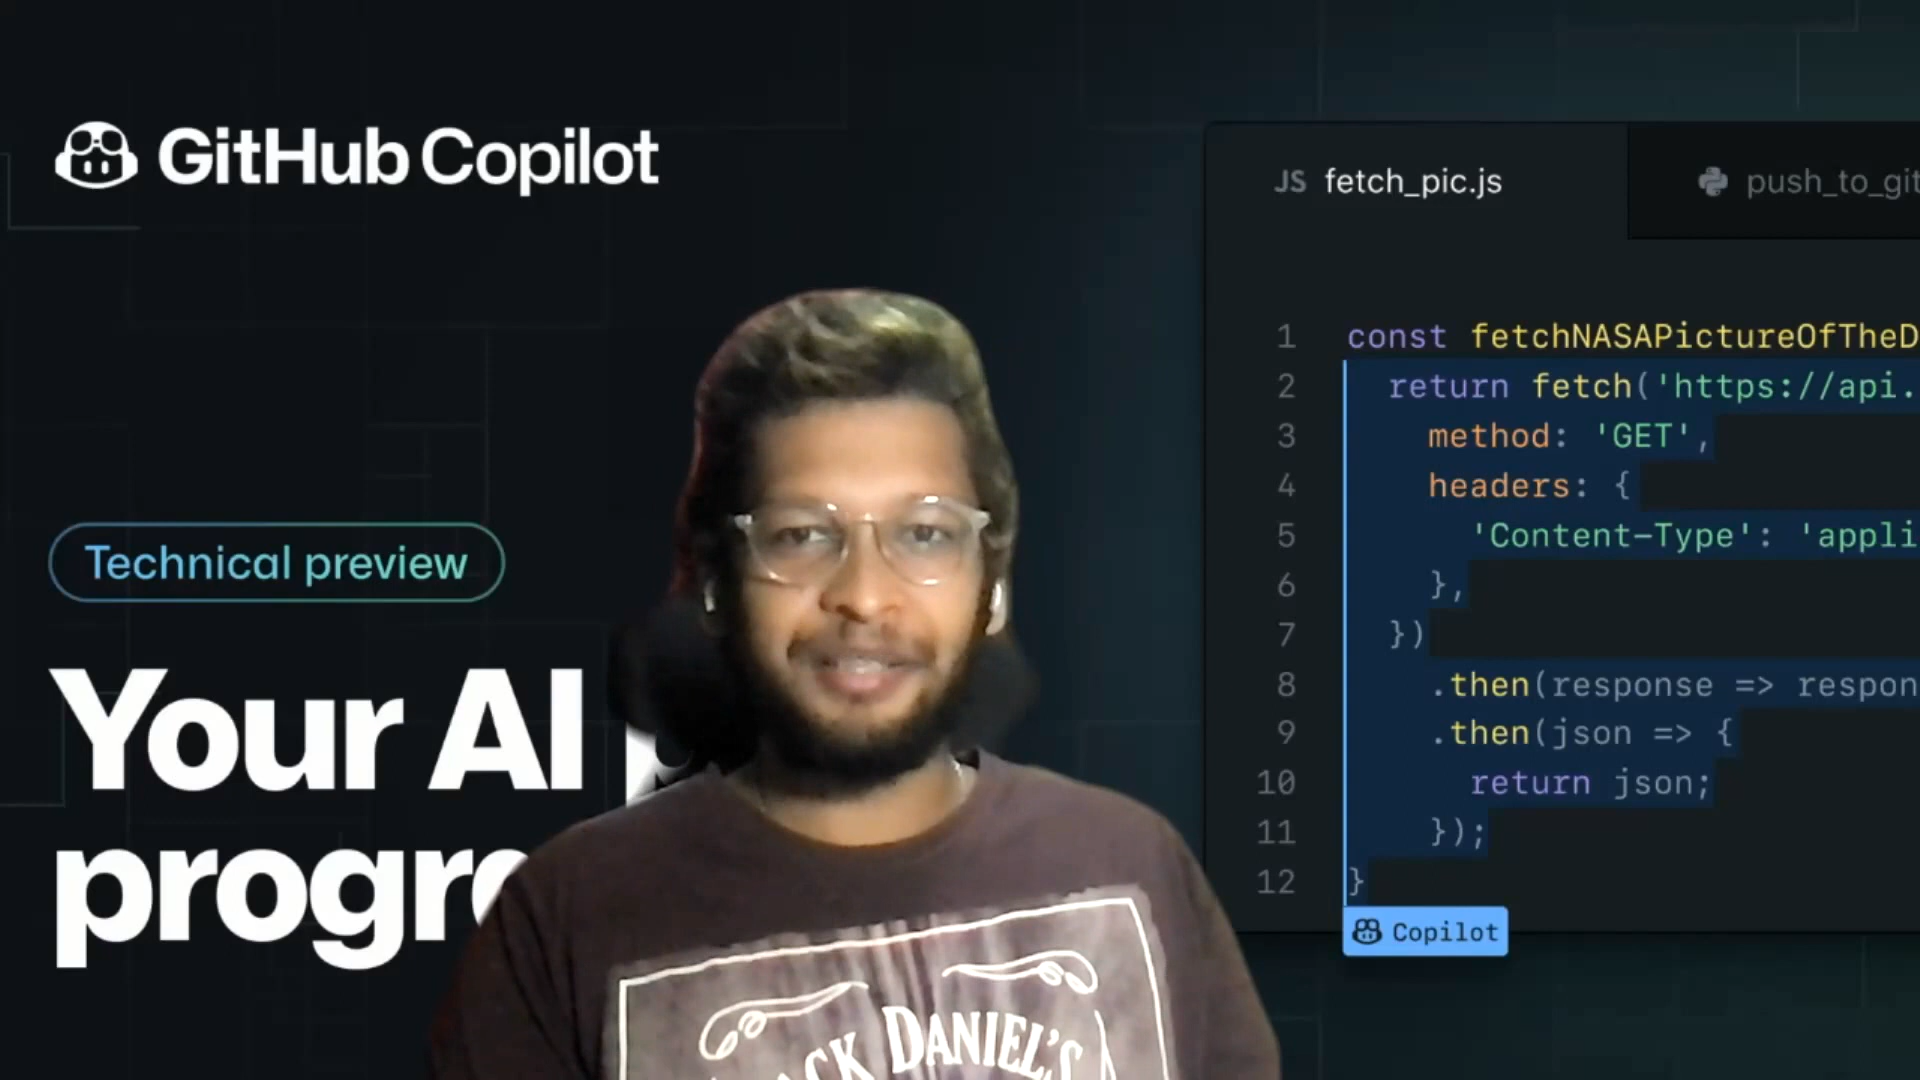 GitHub Copilot
Technical preview
Your AI
progr
JS fetch_pic.js
push_to_git
1 const fetchNASAPictureOfTheD
2 return fetch('https://api.
3 method: 'GET',
4 headers: {
5 'Content-Type': 'appli
6 },
7 })
8 .then(response => respon
9 .then(json => {
10 return json;
11 });
12 }
Copilot
DANIEL'S